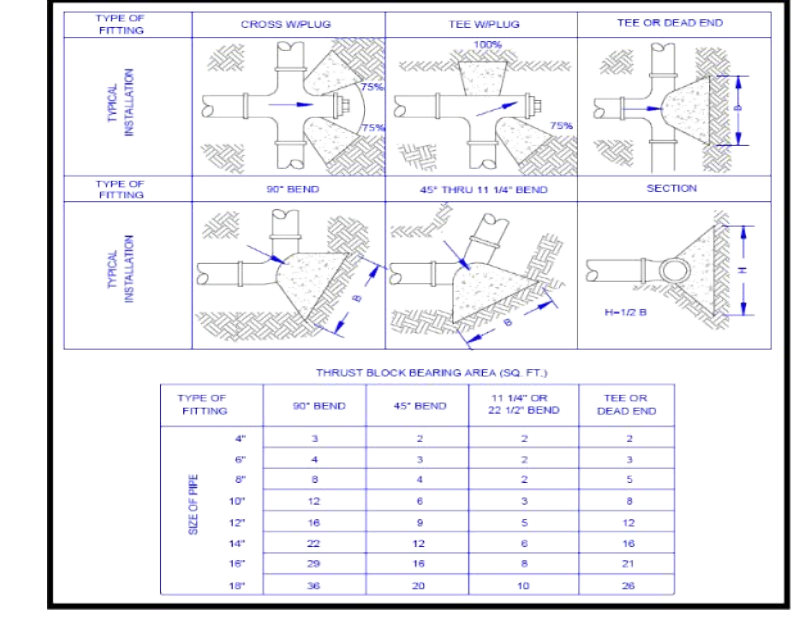 TYPE OF
FITTING
CROSS W/PLUG
TEE W/PLUG
TEE OR DEAD END
TYPICAL
INSTALLATION
75%
75%
100%
75%
B
TYPE OF
FITTING
90° BEND
45° THRU 11 1/4" BEND
SECTION
TYPICAL
INSTALLATION
B
B
H
H=1/2 B
THRUST BLOCK BEARING AREA (SQ. FT.)
TYPE OF
FITTING
90° BEND
45° BEND
11 1/4" OR
22 1/2" BEND
TEE OR
DEAD END
SIZE OF PIPE
4" 3 2 2 2
6" 4 3 2 3
8" 8 4 2 5
10" 12 6 3 8
12" 16 9 5 12
14" 22 12 6 16
16" 29 16 8 21
18" 36 20 10 26